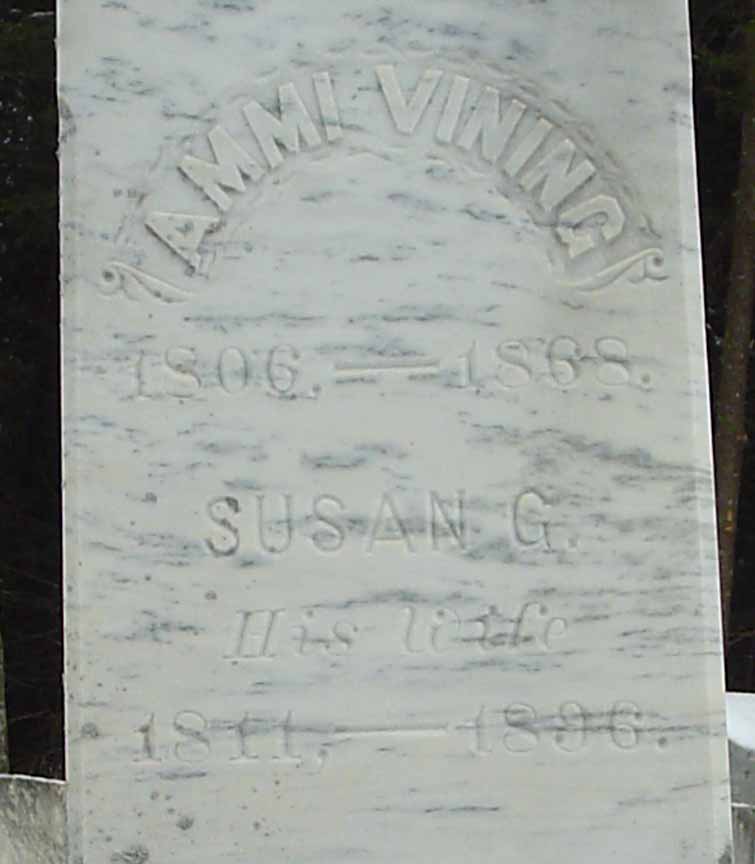 AMMI VINING
1806,—1868.
SUSAN G.
His Wife
1811,—1896.